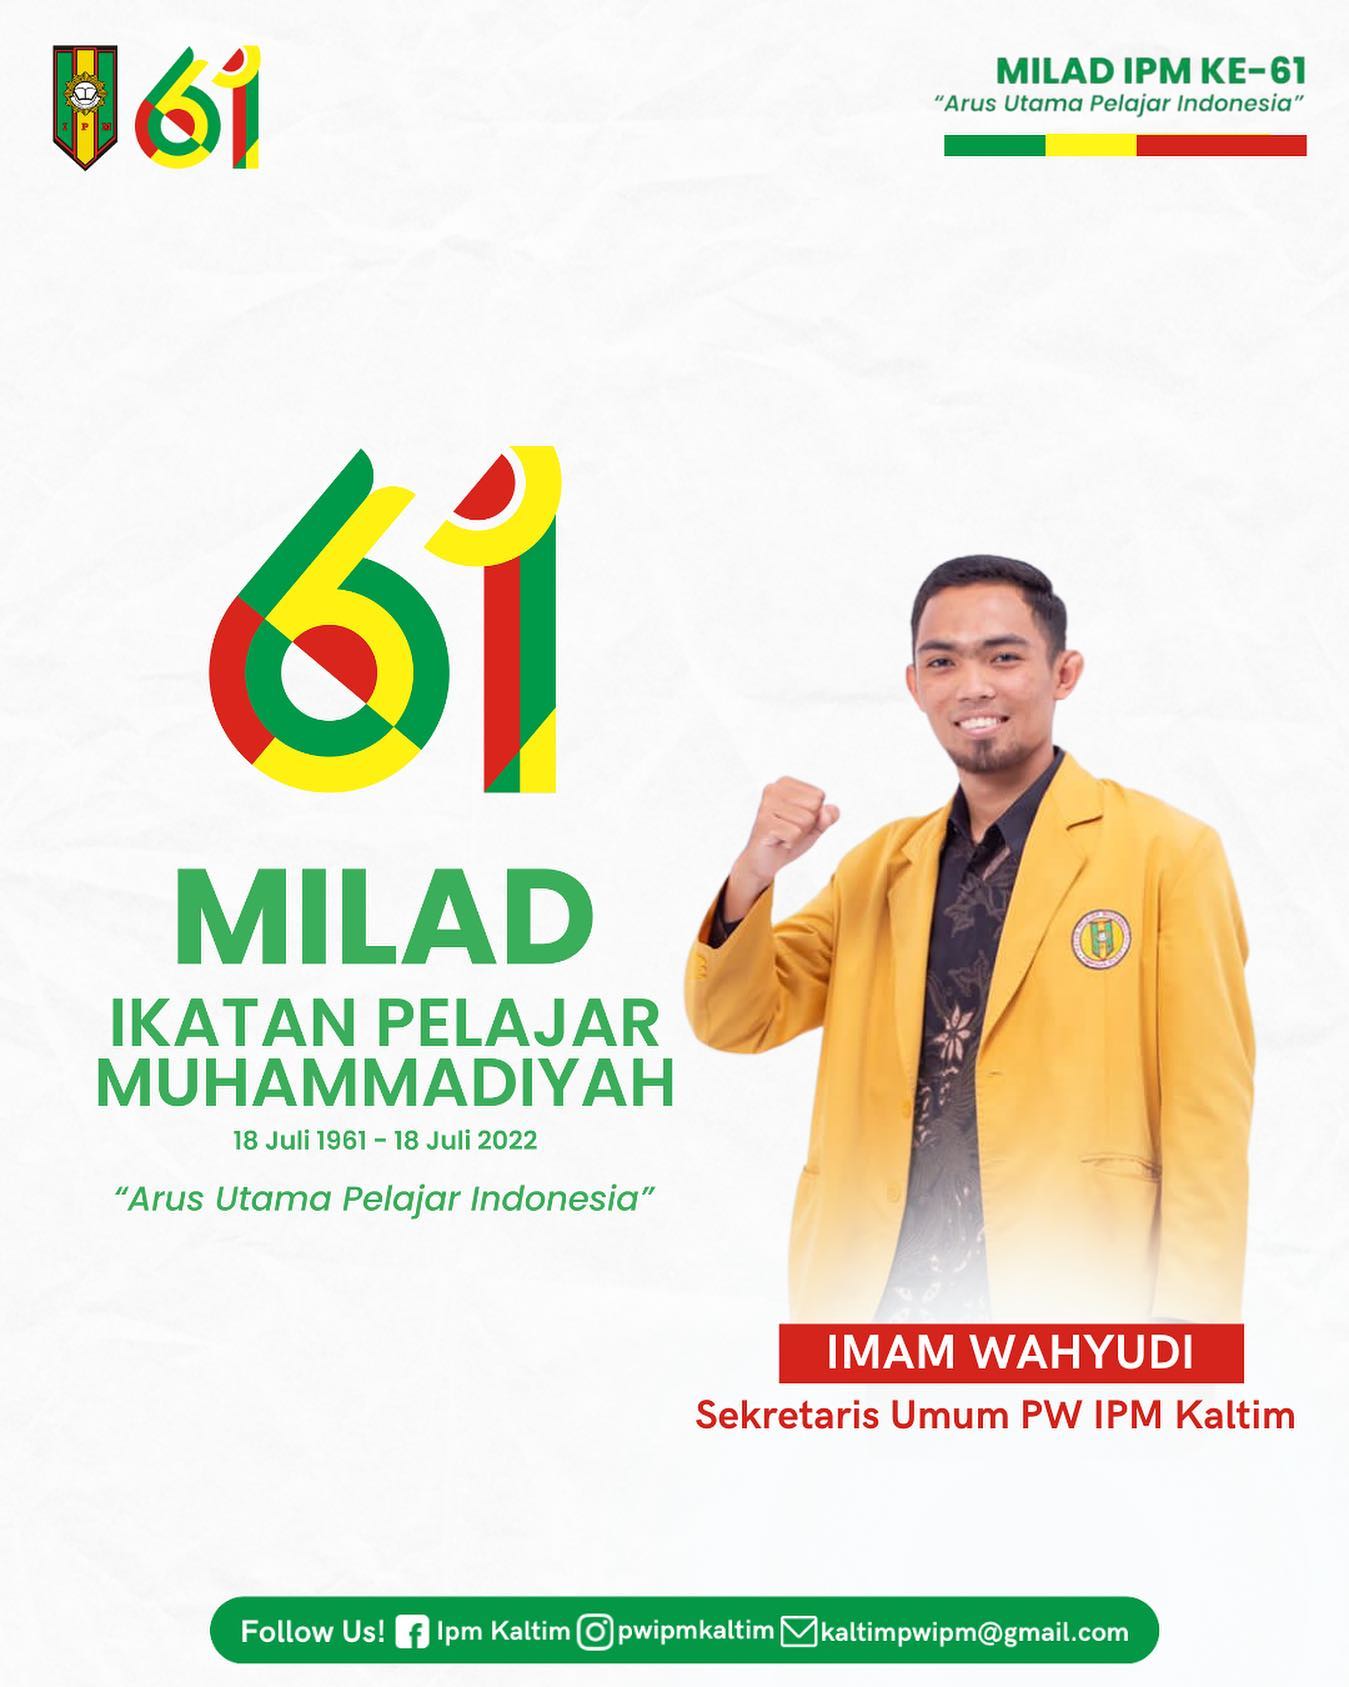 I P M
61
MILAD IPM KE-61
“Arus Utama Pelajar Indonesia”
61
MILAD
IKATAN PELAJAR
MUHAMMADIYAH
18 Juli 1961 - 18 Juli 2022
“Arus Utama Pelajar Indonesia”
IMAM WAHYUDI
Sekretaris Umum PW IPM Kaltim
Follow Us! Ipm Kaltim pwipmkaltim kaltimpwipm@gmail.com